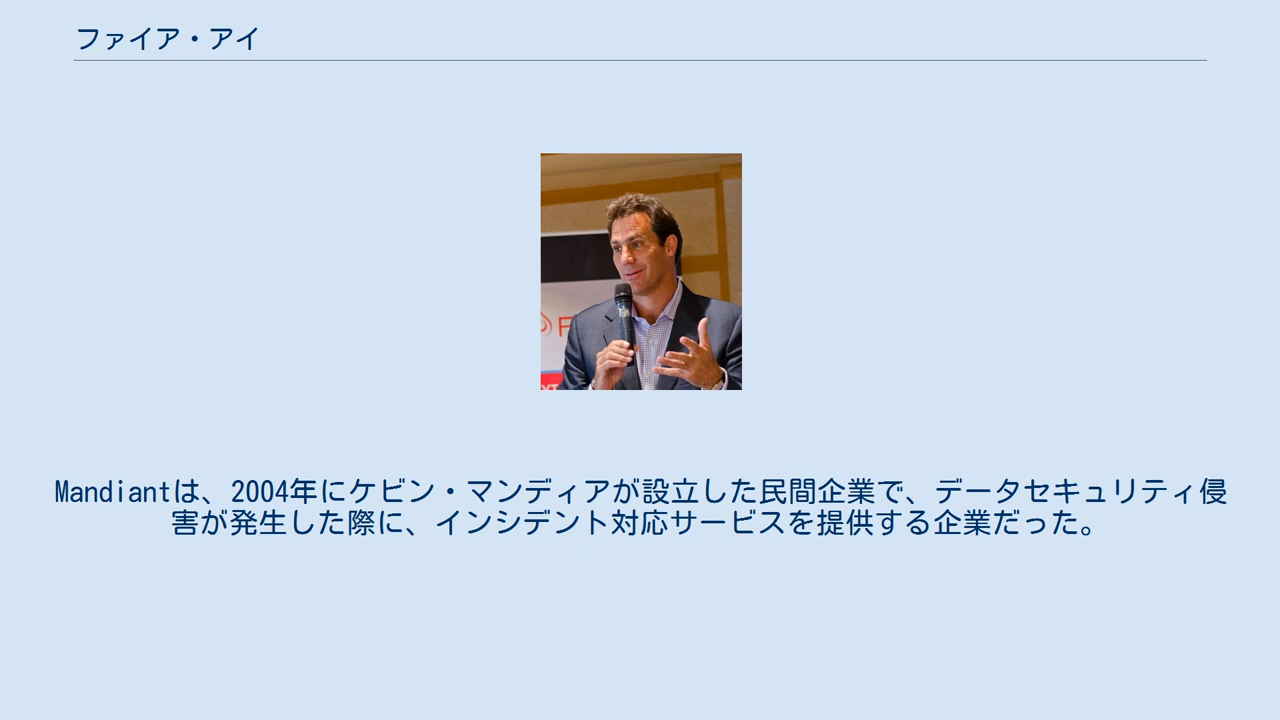 ファイア・アイ
F
Mandiantは、2004年にケビン・マンディアが設立した民間企業で、データセキュリティ侵
害が発生した際に、インシデント対応サービスを提供する企業だった。